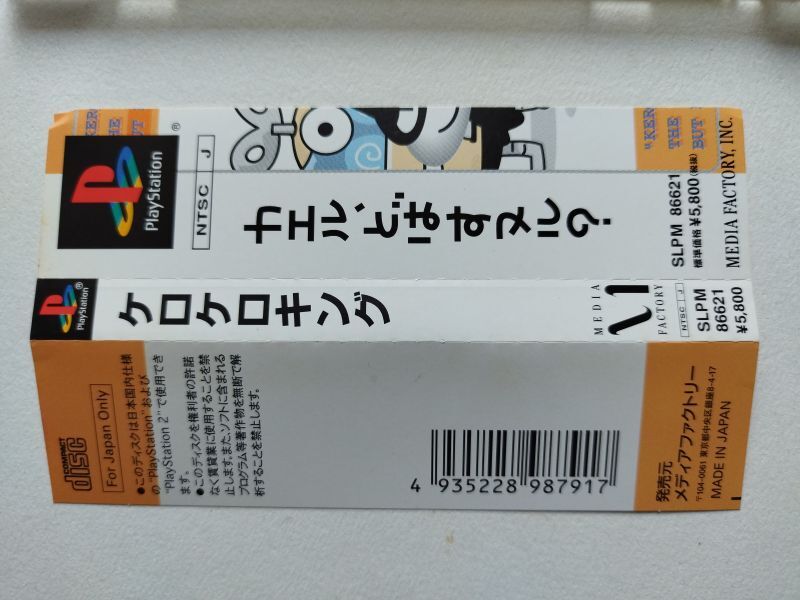 "KER
THE
BUT
PlayStation
®
NTSC J
カエル、とばす
SLPM 86621
標準価格¥5,800(税抜)
MEDIA FACTORY, INC.
PlayStation
®
ケロケロキング
MEDIA
FACTORY
NTSC J
SLPM
86621
¥5,800
COMPACT
disc
For Japan Only
●このディスクは日本国内仕様
の"PlayStation"および
"PlayStation 2"で使用でき
ます。
●このディスクを権利者の許諾
なく賃貸業に使用することを禁
止します。また、ソフトに含まれる
プログラム等著作物を無断で解
析することを禁止します。
4 935228 987917
発売元
メディアファクトリー
〒104-0061 東京都中央区銀座8-4-17
MADE IN JAPAN